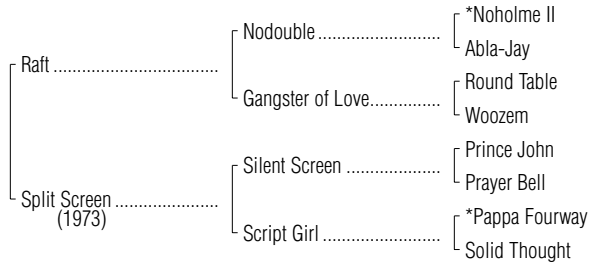 *Noholme II
Nodouble
Abla-Jay
Raft
Round Table
Gangster of Love
Woozem
Prince John
Silent Screen
Prayer Bell
Split Screen
(1973)
*Pappa Fourway
Script Girl
Solid Thought